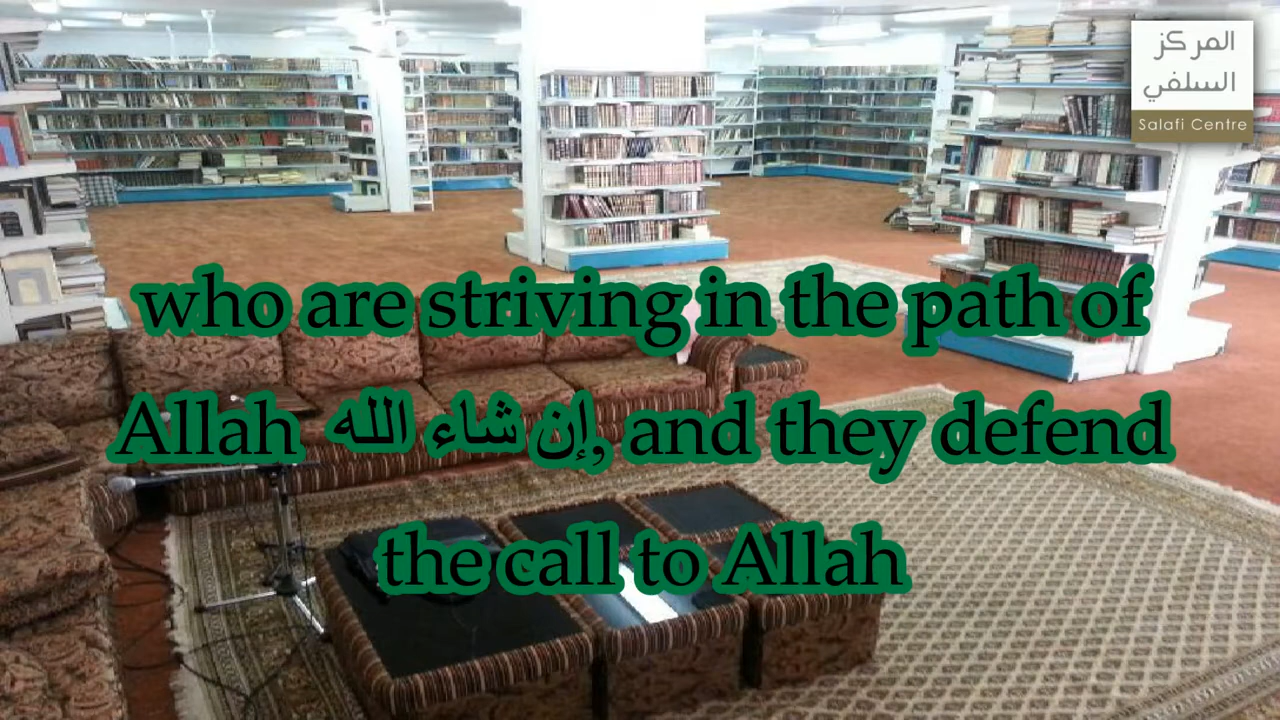 المركز
السلفي
Salafi Centre
who are striving in the path of
Allah إن شاء الله, and they defend
the call to Allah